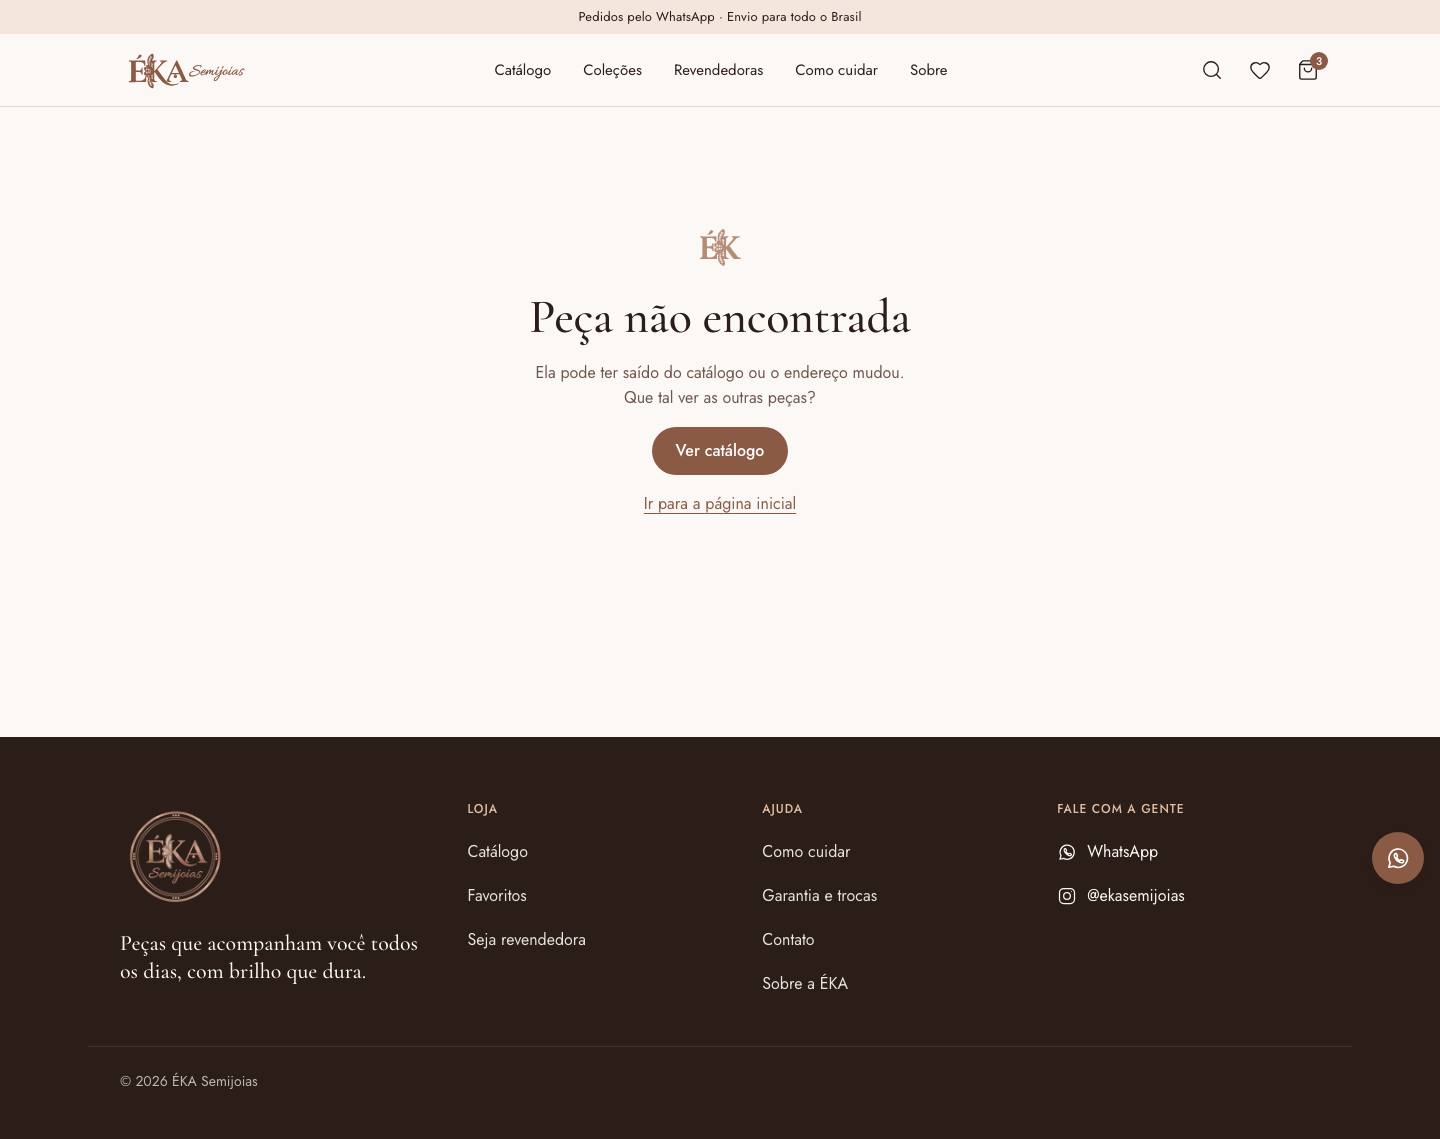 Pedidos pelo WhatsApp · Envio para todo o Brasil
ÉKA Semijoias
Catálogo
Coleções
Revendedoras
Como cuidar
Sobre
3
ÉK
Peça não encontrada
Ela pode ter saído do catálogo ou o endereço mudou.
Que tal ver as outras peças?
Ver catálogo
Ir para a página inicial
ÉKA
Semijoias
Peças que acompanham você todos
os dias, com brilho que dura.
LOJA
Catálogo
Favoritos
Seja revendedora
AJUDA
Como cuidar
Garantia e trocas
Contato
Sobre a ÉKA
FALE COM A GENTE
WhatsApp
@ekasemijoias
© 2026 ÉKA Semijoias